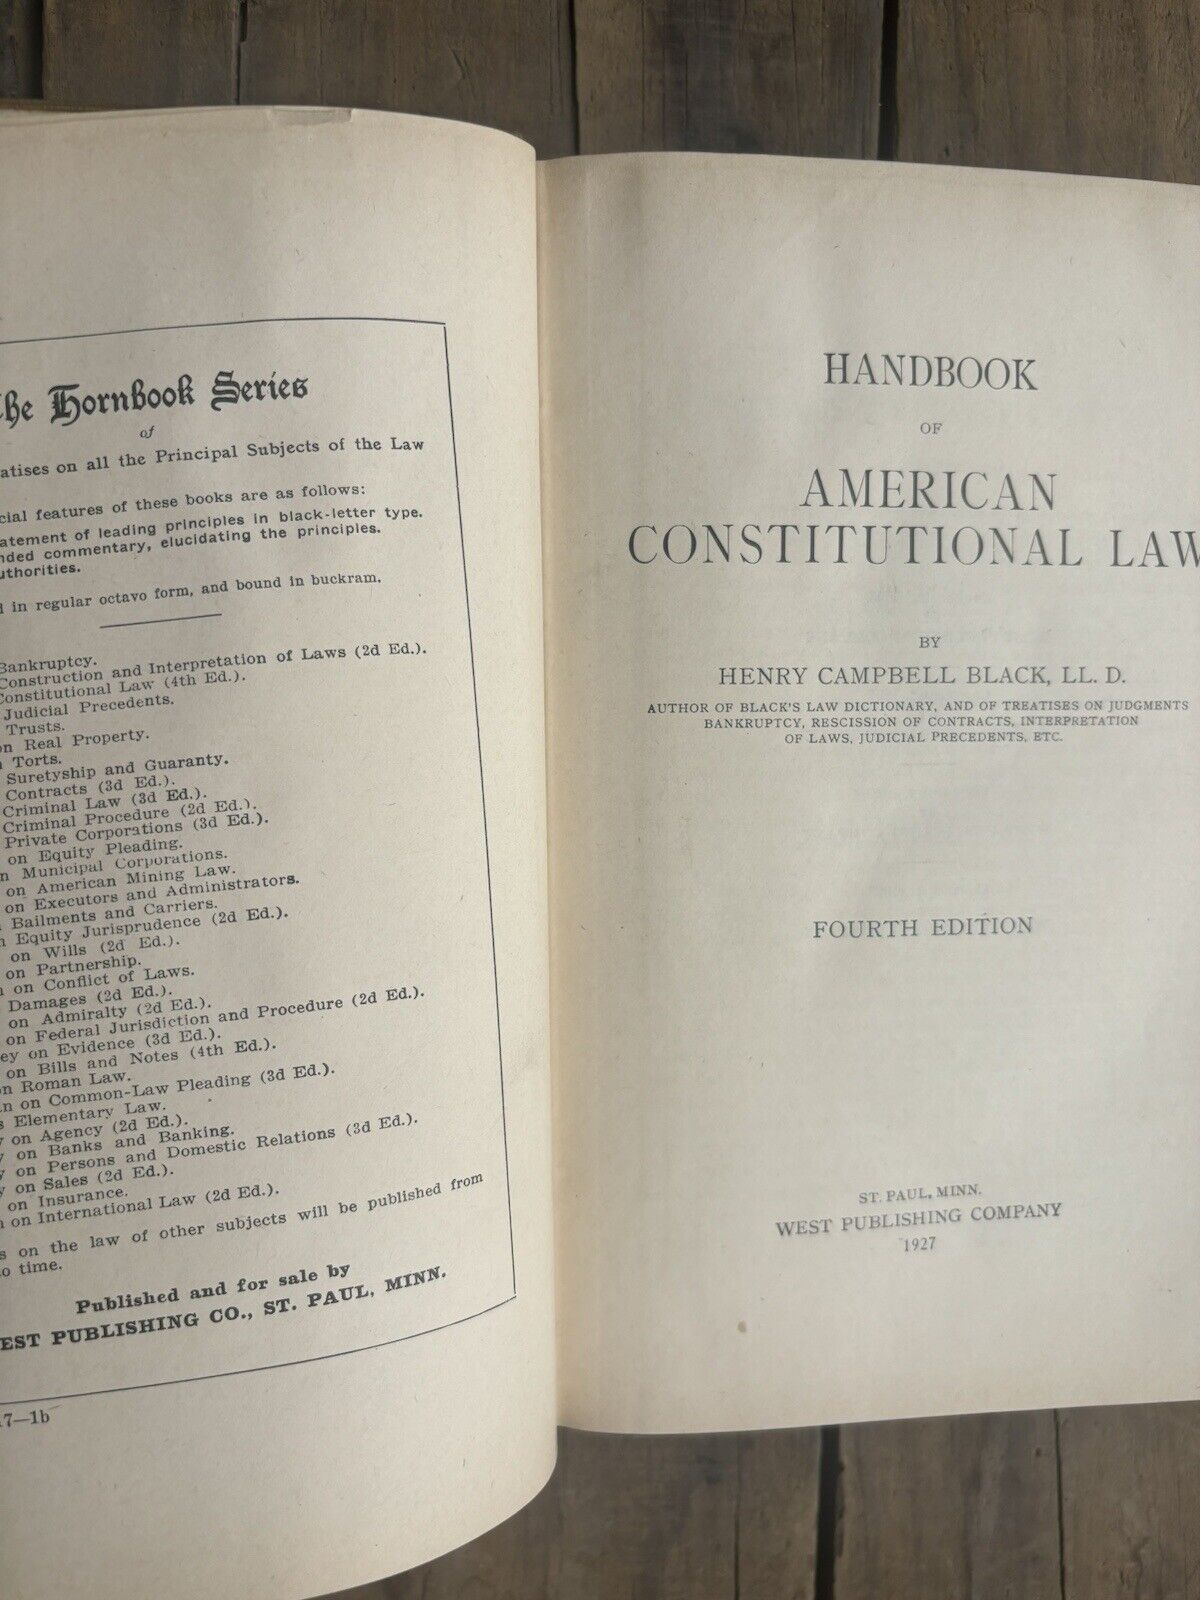 Hornbook Series
of
on all the Principal Subjects of the Law
features of these books are as follows:
of leading principles in black-letter type.
commentary, elucidating the principles.
in regular octavo form, and bound in buckram.
Bankruptcy.
Construction and Interpretation of Laws (2d Ed.).
Constitutional Law (4th Ed.).
Judicial Precedents.
Trusts.
Real Property.
Torts.
Suretyship and Guaranty.
Contracts (3d Ed.).
Criminal Law (3d Ed.).
Criminal Procedure (2d Ed.).
Private Corporations (3d Ed.).
on Equity Pleading.
Municipal Corporations.
on American Mining Law.
on Executors and Administrators.
Bailments and Carriers.
Equity Jurisprudence (2d Ed.).
on Wills (2d Ed.).
on Partnership.
on Conflict of Laws.
Damages (2d Ed.).
on Admiralty (2d Ed.).
on Federal Jurisdiction and Procedure (2d Ed.).
on Evidence (3d Ed.).
on Bills and Notes (4th Ed.).
Roman Law.
on Common-Law Pleading (3d Ed.).
Elementary Law.
on Agency (2d Ed.).
on Banks and Banking.
on Persons and Domestic Relations (3d Ed.).
on Sales (2d Ed.).
on Insurance.
on International Law (2d Ed.).
on the law of other subjects will be published from
time.
Published and for sale by
PUBLISHING CO., ST. PAUL, MINN.
7—1b
HANDBOOK
OF
AMERICAN
CONSTITUTIONAL LAW
BY
HENRY CAMPBELL BLACK, LL. D.
AUTHOR OF BLACK'S LAW DICTIONARY, AND OF TREATISES ON JUDGMENTS
BANKRUPTCY, RESCISSION OF CONTRACTS, INTERPRETATION
OF LAWS, JUDICIAL PRECEDENTS, ETC.
FOURTH EDITION
ST. PAUL, MINN.
WEST PUBLISHING COMPANY
1927